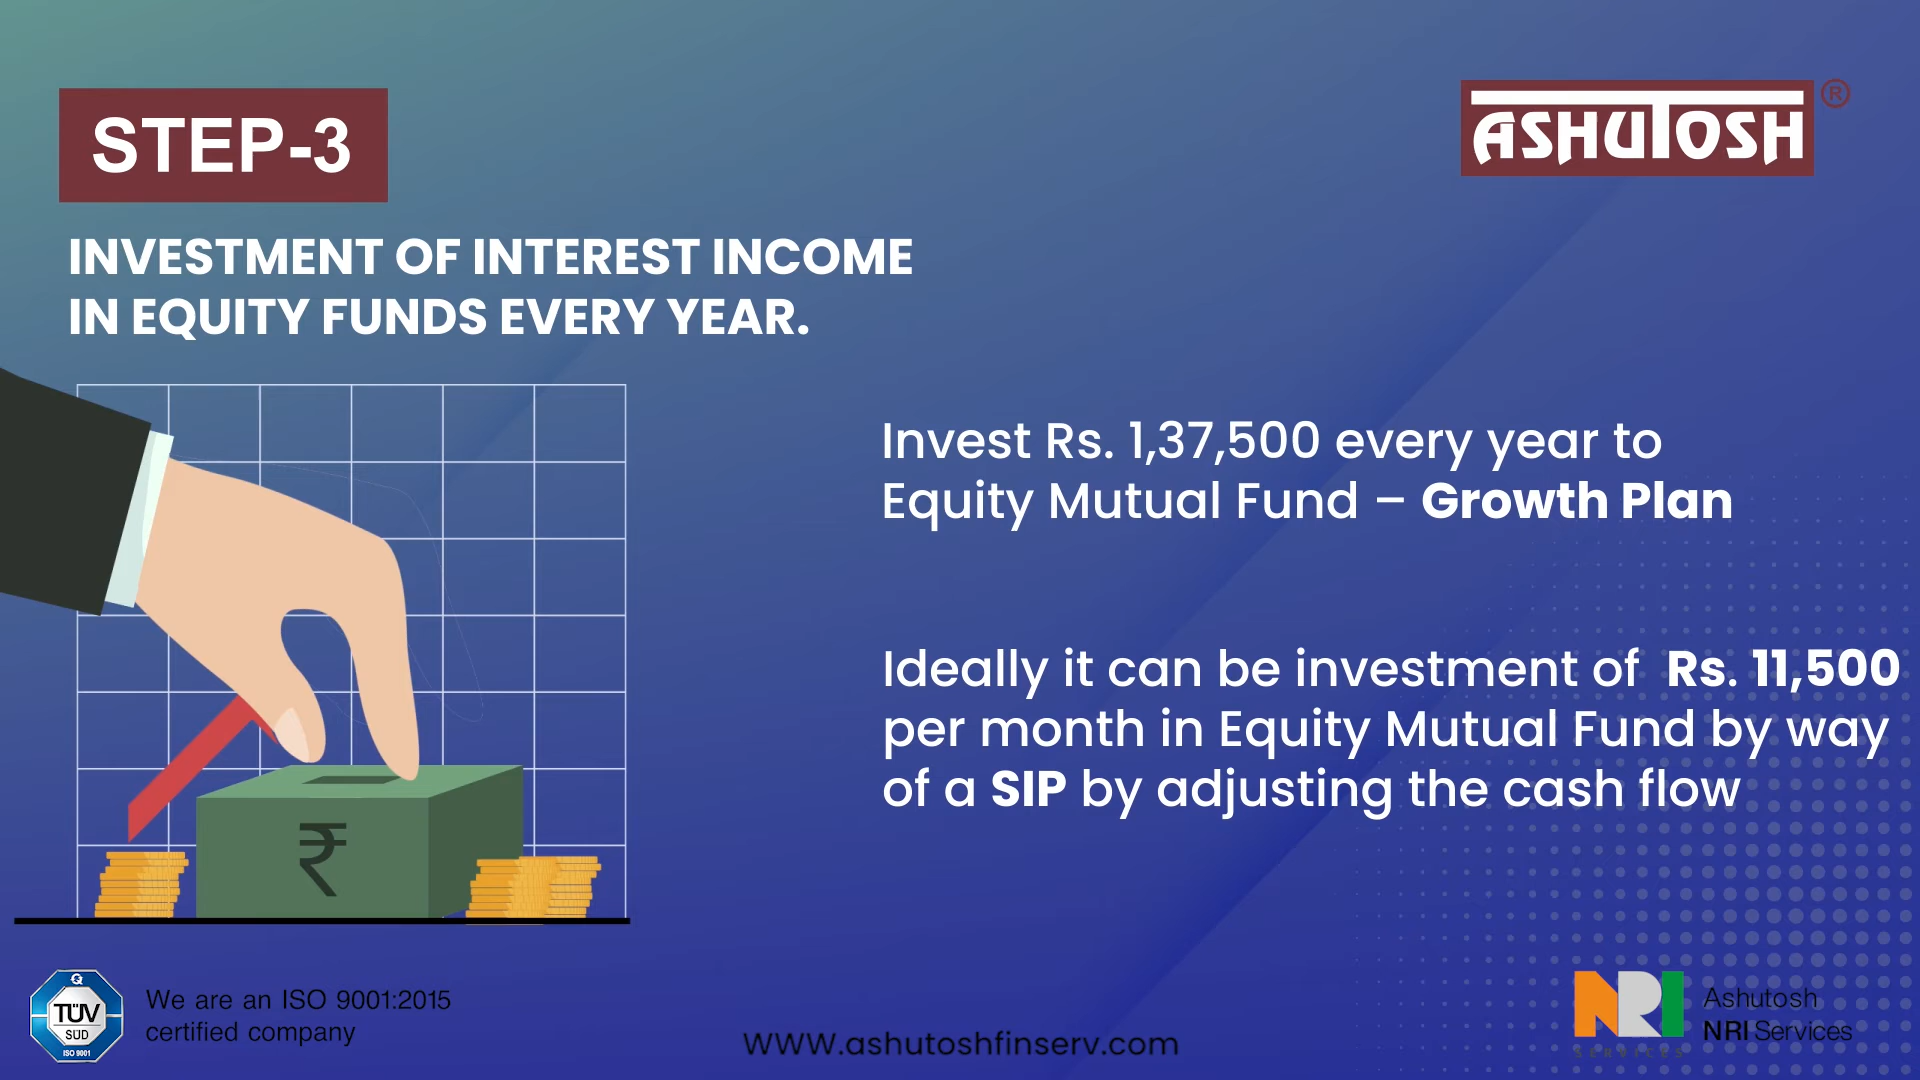 STEP-3
ASHUTOSH®
INVESTMENT OF INTEREST INCOME
IN EQUITY FUNDS EVERY YEAR.
Invest Rs. 1,37,500 every year to
Equity Mutual Fund – Growth Plan
Ideally it can be investment of Rs. 11,500
per month in Equity Mutual Fund by way
of a SIP by adjusting the cash flow
₹
Q
TÜV
SÜD
ISO 9001
We are an ISO 9001:2015
certified company
WWW.ashutoshfinserv.com
NRI
SERVICES
Ashutosh
NRI Services